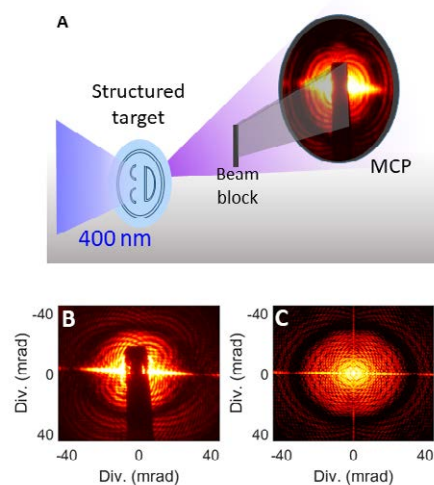 A
Structured
target
400 nm
Beam
block
MCP
B
C
-40
0
40
Div. (mrad)
-40
0
40
Div. (mrad)
-40
0
40
Div. (mrad)
-40
0
40
Div. (mrad)